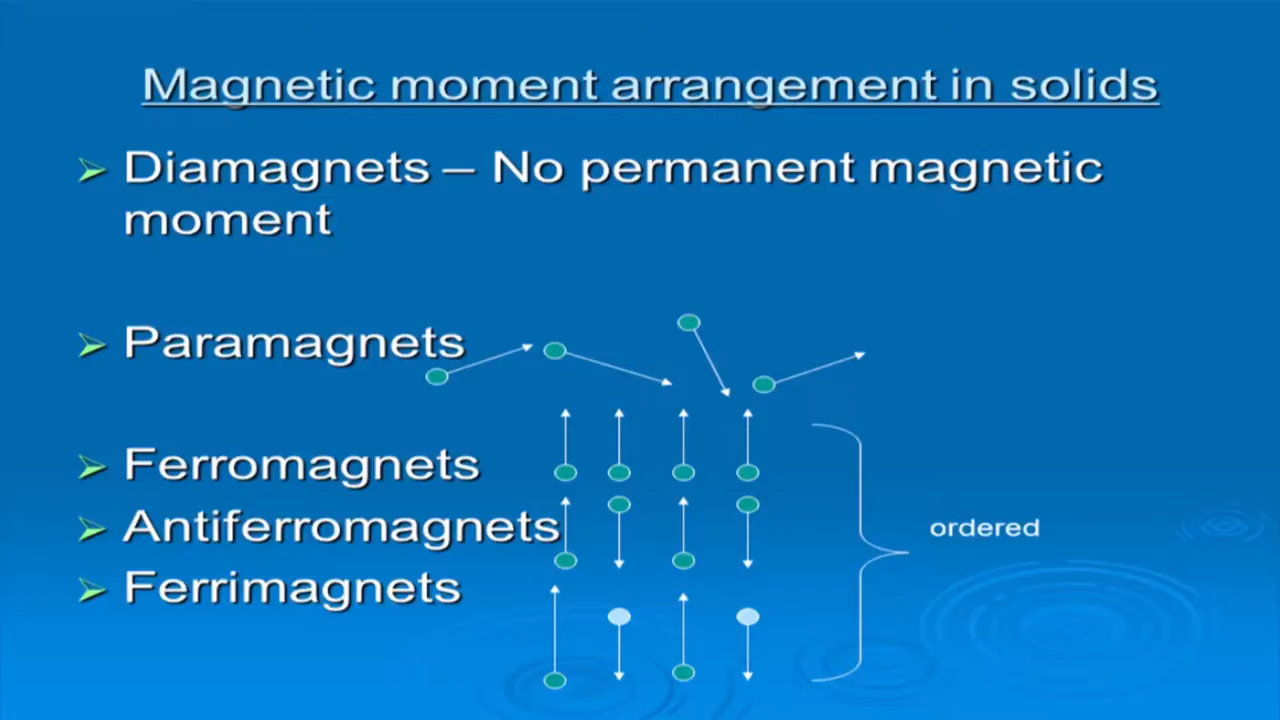 Magnetic moment arrangement in solids
Diamagnets – No permanent magnetic
moment
Paramagnets
Ferromagnets
Antiferromagnets
ordered
Ferrimagnets